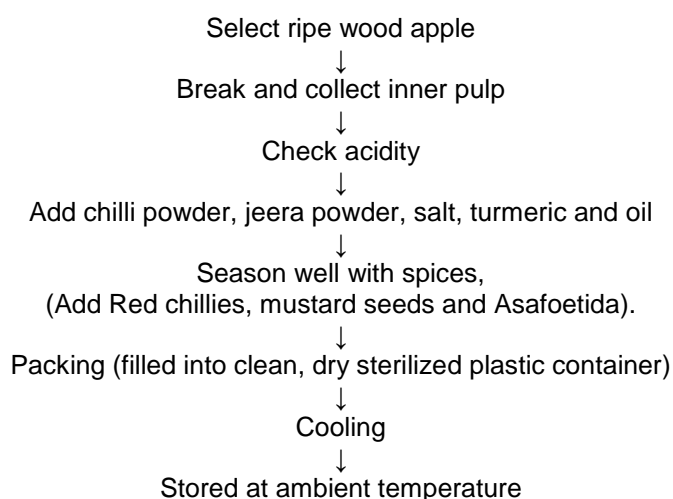 Select ripe wood apple
↓
Break and collect inner pulp
↓
Check acidity
↓
Add chilli powder, jeera powder, salt, turmeric and oil
↓
Season well with spices,
(Add Red chillies, mustard seeds and Asafoetida).
↓
Packing (filled into clean, dry sterilized plastic container)
↓
Cooling
↓
Stored at ambient temperature